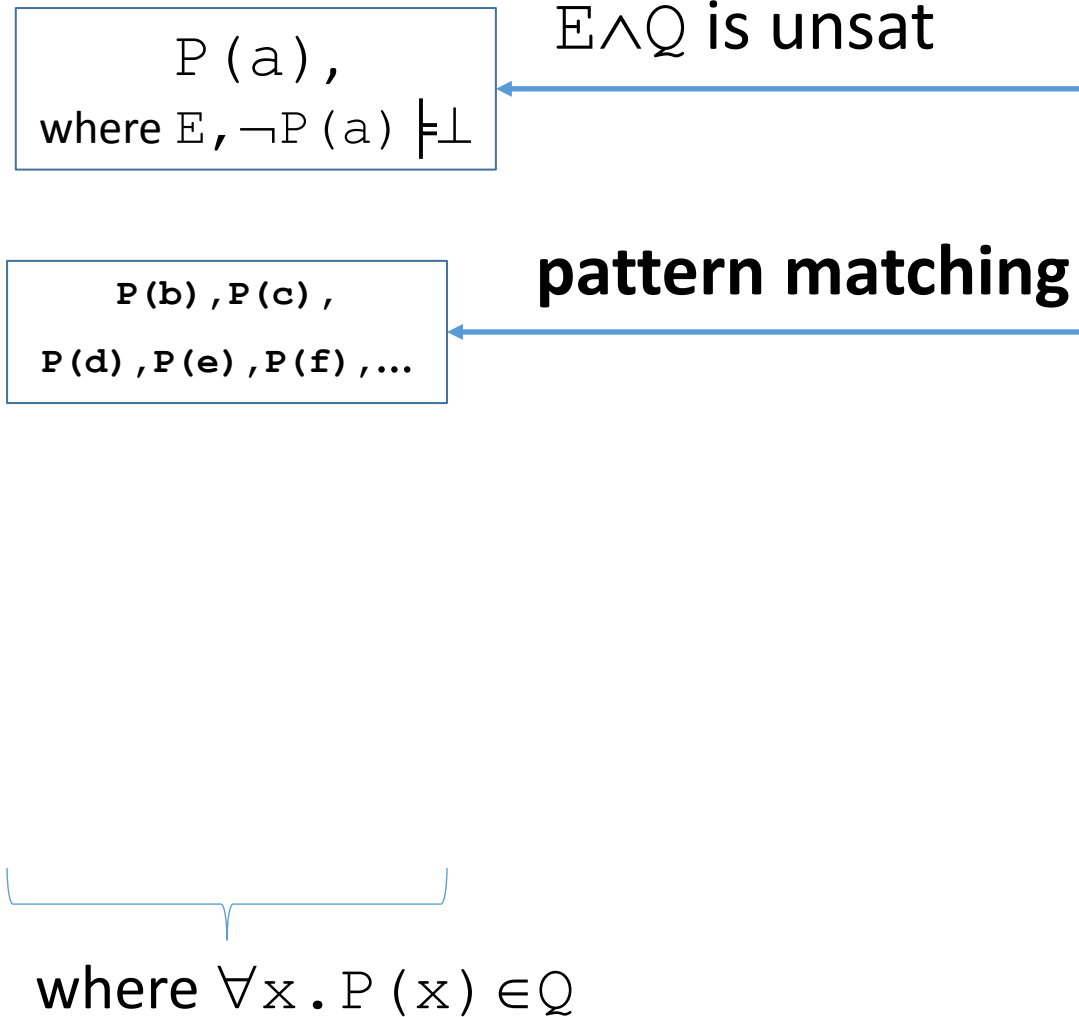 E∧Q is unsat
P(a),
where E,¬P(a) ⊧⊥
pattern matching
P(b),P(c),
P(d),P(e),P(f),…
where ∀x.P(x)∈Q